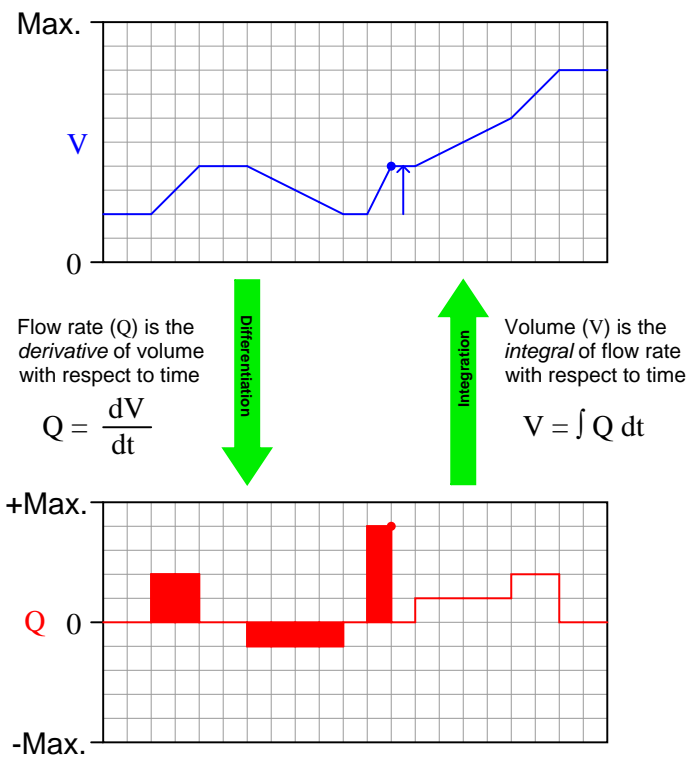 Max.
V
0
Flow rate (Q) is the
derivative of volume
with respect to time
Q = dV
dt
Differentiation
Integration
Volume (V) is the
integral of flow rate
with respect to time
V = ∫ Q dt
+Max.
Q 0
-Max.